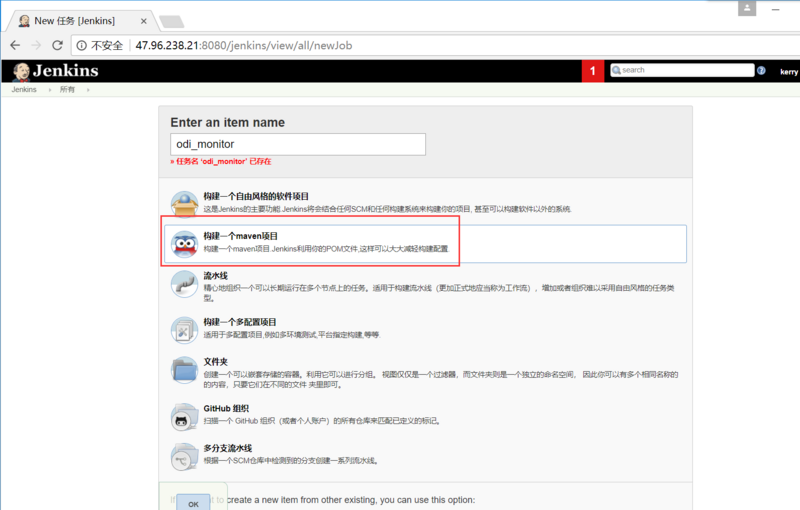 New 任务 [Jenkins]
不安全 47.96.238.21:8080/jenkins/view/all/newJob
Jenkins
1
search
kerry
Jenkins › 所有 ›
Enter an item name
odi_monitor
» 任务名 ‘odi_monitor’ 已存在
构建一个自由风格的软件项目
这是Jenkins的主要功能.Jenkins将会结合任何SCM和任何构建系统来构建你的项目, 甚至可以构建软件以外的系统.
构建一个maven项目
构建一个maven项目.Jenkins利用你的POM文件,这样可以大大减轻构建配置.
流水线
精心地组织一个可以长期运行在多个节点上的任务。适用于构建流水线（更加正式地应当称为工作流），增加或者组织难以采用自由风格的任务类
型。
构建一个多配置项目
适用于多配置项目,例如多环境测试,平台指定构建,等等.
文件夹
创建一个可以嵌套存储的容器。利用它可以进行分组。 视图仅仅是一个过滤器，而文件夹则是一个独立的命名空间， 因此你可以有多个相同名称的
的内容，只要它们在不同的文件 夹里即可。
GitHub 组织
扫描一个 GitHub 组织（或者个人账户）的所有仓库来匹配已定义的标记。
多分支流水线
根据一个SCM仓库中检测到的分支创建一系列流水线。
to create a new item from other existing, you can use this option:
OK